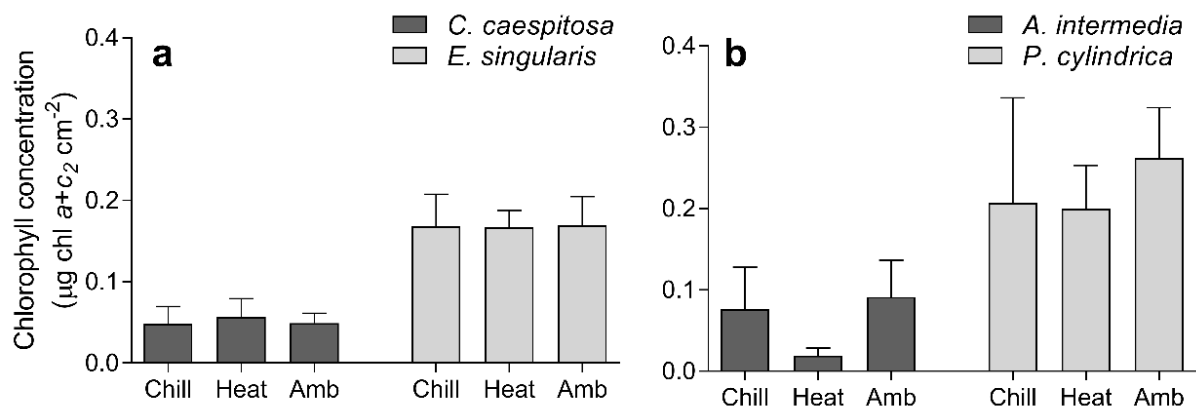 a
C. caespitosa
E. singularis
Chlorophyll concentration
(µg chl a+c₂ cm⁻²)
0.4
0.3
0.2
0.1
0.0
Chill Heat Amb Chill Heat Amb
b
A. intermedia
P. cylindrica
0.4
0.3
0.2
0.1
0.0
Chill Heat Amb Chill Heat Amb